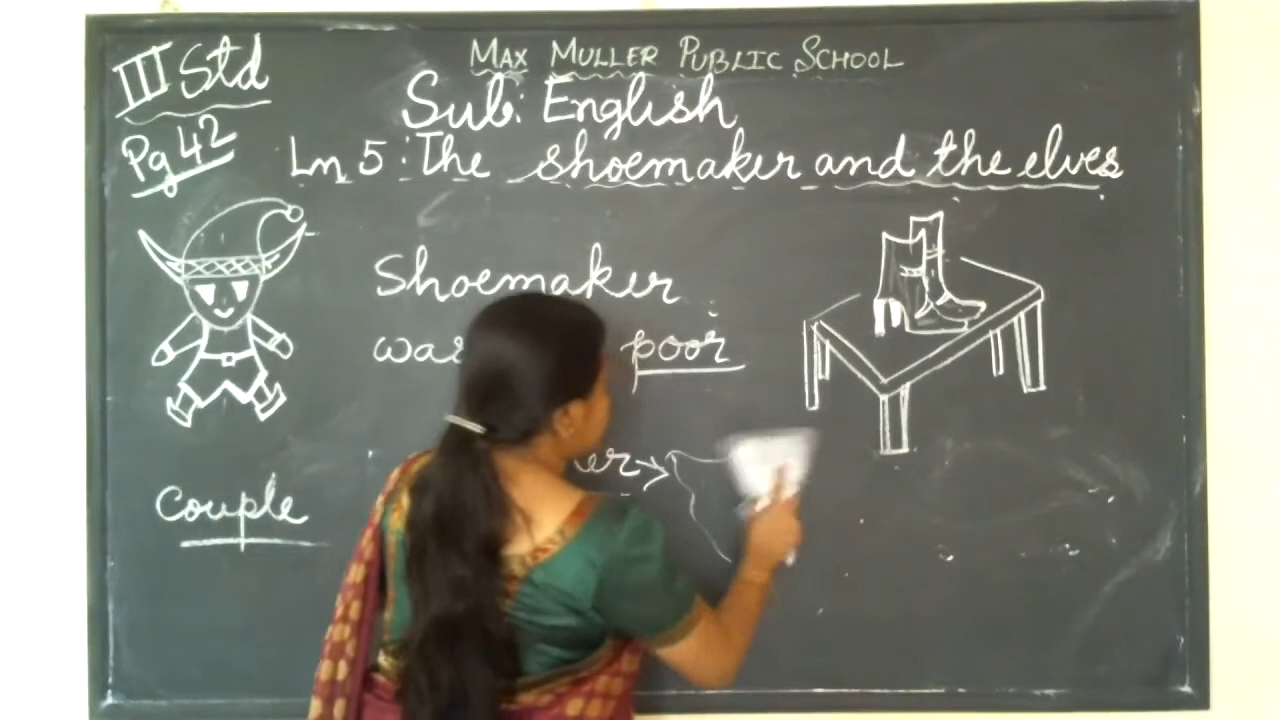 MAX MULLER PUBLIC SCHOOL
III Std
Sub: English
Pg 42
Ln 5: The shoemaker and the elves
Shoemaker
poor
couple